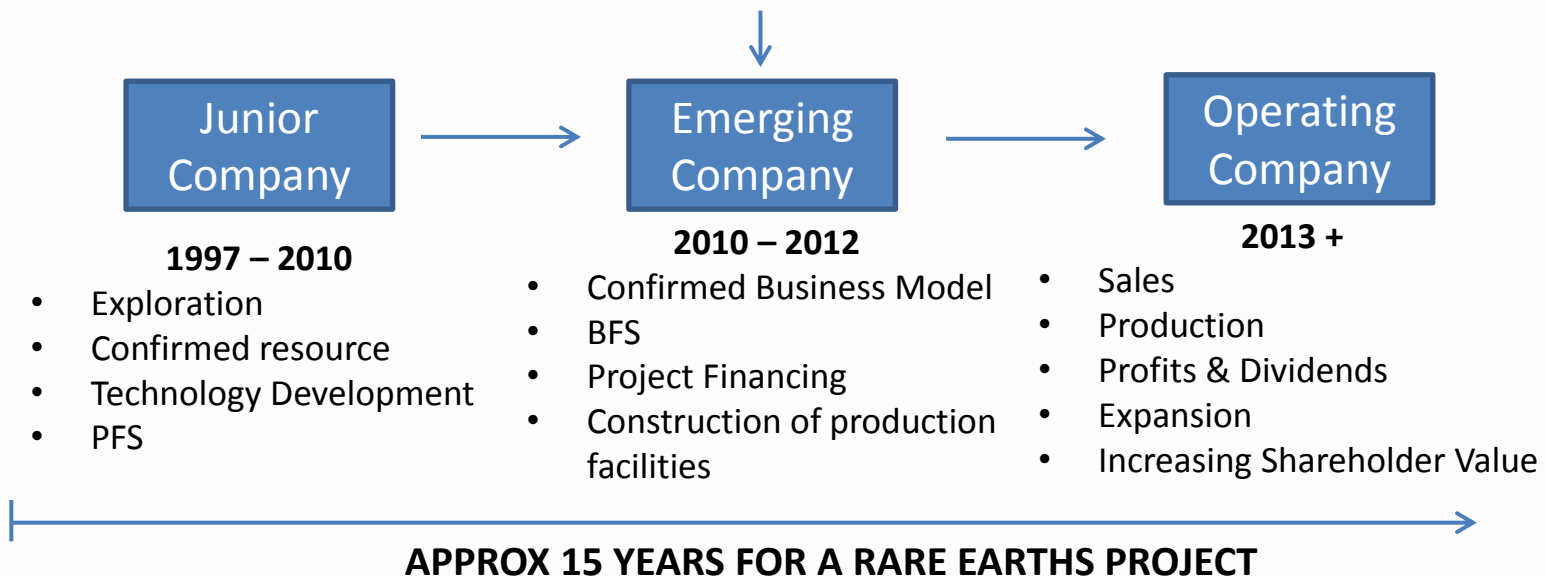 Junior
Company
1997 – 2010
• Exploration
• Confirmed resource
• Technology Development
• PFS
Emerging
Company
2010 – 2012
• Confirmed Business Model
• BFS
• Project Financing
• Construction of production
facilities
Operating
Company
2013 +
• Sales
• Production
• Profits & Dividends
• Expansion
• Increasing Shareholder Value
APPROX 15 YEARS FOR A RARE EARTHS PROJECT